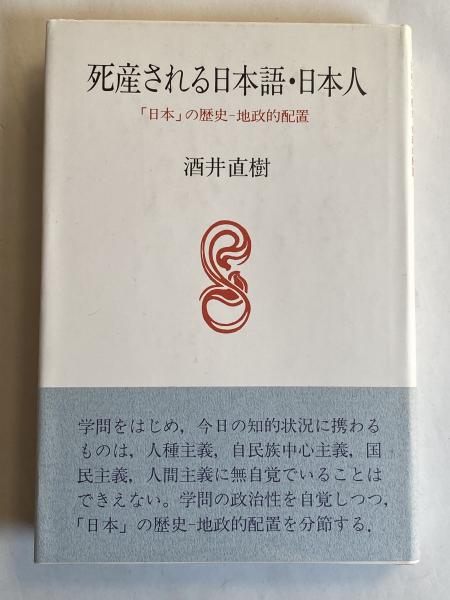 死産される日本語・日本人
「日本」の歴史-地政的配置
酒井直樹
学問をはじめ，今日の知的状況に携わる
ものは，人種主義，自民族中心主義，国
民主義，人間主義に無自覚でいることは
できえない。学問の政治性を自覚しつつ，
「日本」の歴史-地政的配置を分節する．